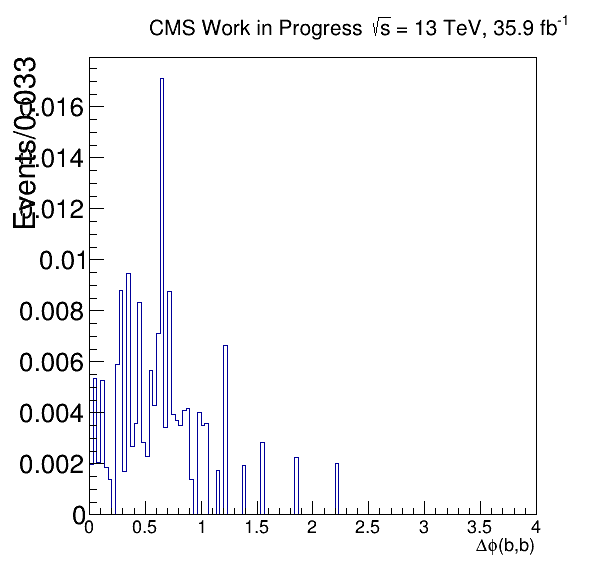 CMS Work in Progress √s = 13 TeV, 35.9 fb⁻¹
Events/0.033
0.016
0.014
0.012
0.01
0.008
0.006
0.004
0.002
0
0 0.5 1 1.5 2 2.5 3 3.5 4
Δϕ(b,b)